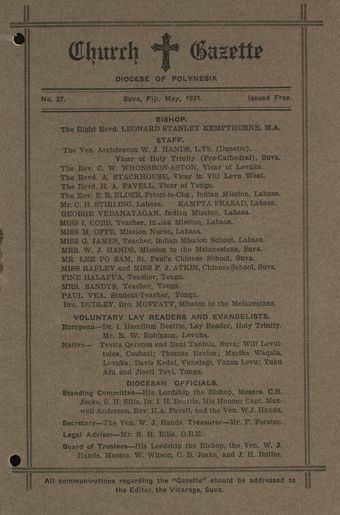 Church Gazette
DIOCESE OF POLYNESIA
No. 27. Suva, Fiji, May, 1931. Issued Free.
BISHOP.
The Right Revd. LEONARD STANLEY KEMPTHORNE, M.A.
STAFF.
The Ven. Archdeacon W. J. HANDS, L.Th. (Dunelm),
Vicar of Holy Trinity (Pro-Cathedral), Suva.
The Rev. C. W. WHONSBON-ASTON, Vicar of Levuka.
The Revd. A. STACKHOUSE, Vicar in Viti Levu West.
The Revd. H. A. FAVELL, Vicar of Tonga.
The Rev. E. R. ELDER, Priest-in-Chg., Indian Mission, Labasa.
Mr. C. H. STIRLING, Labasa. KAMPTA PRASAD, Labasa.
GEORGE VEDANAYAGAN, Indian Mission, Labasa.
MISS I. COBB, Teacher, Indian Mission, Labasa.
MISS M. OFFE, Mission Nurse, Labasa.
MISS G. JAMES, Teacher, Indian Mission School, Labasa.
MRS. W. J. HANDS, Mission to the Melanesians, Suva.
MR. LEE PO SAM, St. Paul's Chinese School, Suva.
MISS RAPLEY and MISS F. J. ATKIN, Chinese School, Suva.
FINE HALAPUA, Teacher, Tonga.
MRS. SANDYS, Teacher, Tonga.
PAUL VEA, Student-Teacher, Tonga.
Bro. DUDLEY, Bro. MOFFATT, Mission to the Melanesians.
VOLUNTARY LAY READERS AND EVANGELISTS.
European—Dr. I. Hamilton Beattie, Lay Reader, Holy Trinity.
Mr. R. W. Robinson, Levuka.
Native— Tevita Qerenio and Beni Taniela, Suva; Wili Levui-
Caubati; Thomas Raviou; Marika Waqala,
Levuka; Davis Kedai, Vunalagi, Vanua Levu; Tuku
Afu and Jioeli Tovi, Tonga.
DIOCESAN OFFICIALS.
Standing Committee—His Lordship the Bishop, Messrs. C.B.
Joske, S. H. Ellis, Dr. I. H. Beattie, His Honour Capt. Max-
well Anderson, Rev. H.A. Favell, and the Ven. W.J. Hands.
Secretary—The Ven. W. J. Hands. Treasurer—Mr. F. Forster.
Legal Adviser—Mr. S. H. Ellis, O.B.E.
Board of Trustees—His Lordship the Bishop, the Ven. W. J.
Hands, Messrs. W. Wilson, C. B. Joske, and J. H. Butler.
All communications regarding the "Gazette" should be addressed to
the Editor, the Vicarage, Suva.